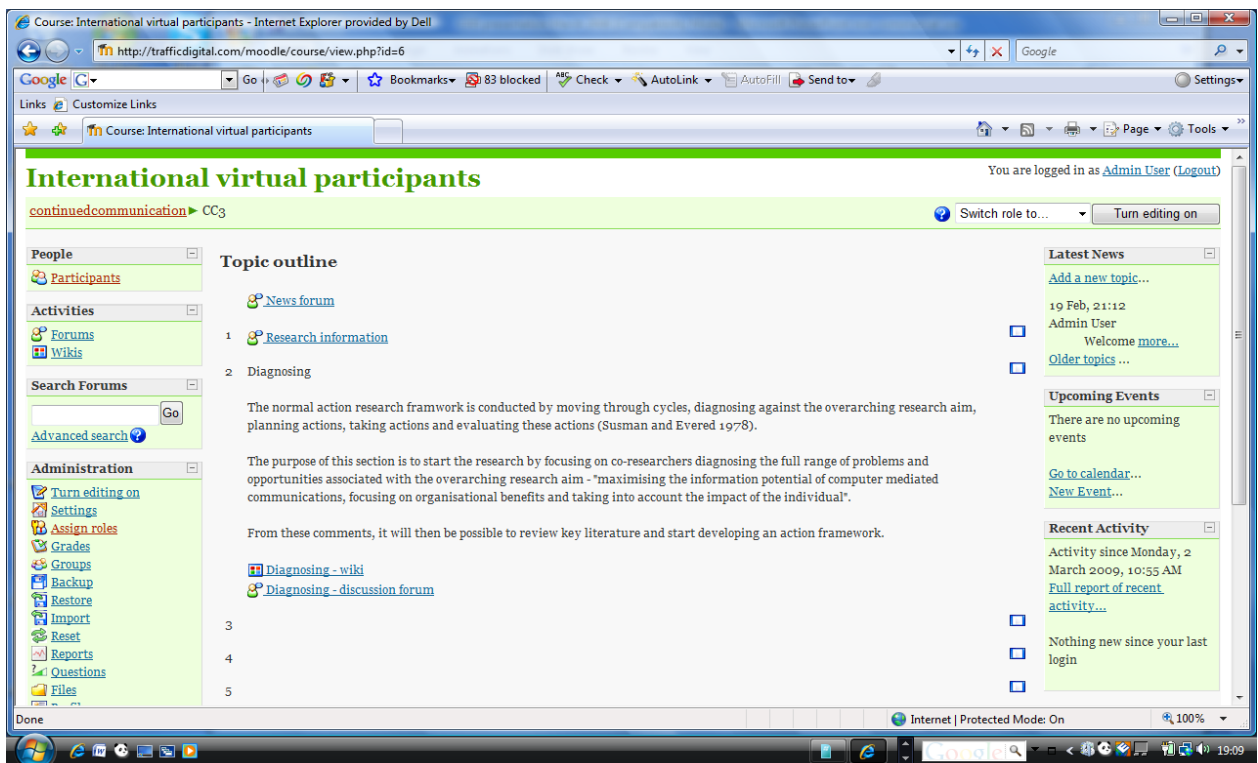 Course: International virtual participants - Internet Explorer provided by Dell
http://trafficdigital.com/moodle/course/view.php?id=6
Google
Google G Go Bookmarks 83 blocked ABC Check AutoLink AutoFill Send to Settings
Links Customize Links
Course: International virtual participants
Page Tools
International virtual participants
You are logged in as Admin User (Logout)
continuedcommunication ► CC3
Switch role to...
Turn editing on
People
Participants
Activities
Forums
Wikis
Search Forums
Go
Advanced search
Administration
Turn editing on
Settings
Assign roles
Grades
Groups
Backup
Restore
Import
Reset
Reports
Questions
Files
Topic outline
News forum
1 Research information
2 Diagnosing
The normal action research framwork is conducted by moving through cycles, diagnosing against the overarching research aim,
planning actions, taking actions and evaluating these actions (Susman and Evered 1978).
The purpose of this section is to start the research by focusing on co-researchers diagnosing the full range of problems and
opportunities associated with the overarching research aim - "maximising the information potential of computer mediated
communications, focusing on organisational benefits and taking into account the impact of the individual".
From these comments, it will then be possible to review key literature and start developing an action framework.
Diagnosing - wiki
Diagnosing - discussion forum
3
4
5
Latest News
Add a new topic...
19 Feb, 21:12
Admin User
Welcome more...
Older topics ...
Upcoming Events
There are no upcoming
events
Go to calendar...
New Event...
Recent Activity
Activity since Monday, 2
March 2009, 10:55 AM
Full report of recent
activity...
Nothing new since your last
login
Done
Internet | Protected Mode: On
100%
Google
19:09